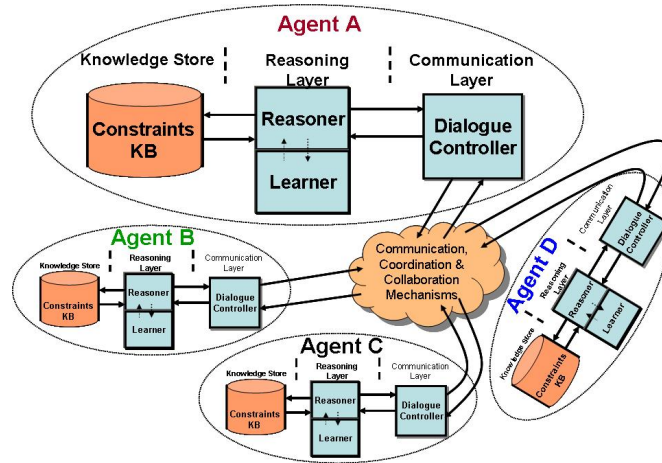 Agent A
Knowledge Store
Reasoning
Layer
Communication
Layer
Constraints
KB
Reasoner
Learner
Dialogue
Controller
Agent B
Knowledge Store
Reasoning
Layer
Communication
Layer
Constraints
KB
Reasoner
Learner
Dialogue
Controller
Communication,
Coordination &
Collaboration
Mechanisms
Agent C
Knowledge Store
Reasoning
Layer
Communication
Layer
Constraints
KB
Reasoner
Learner
Dialogue
Controller
Agent D
Knowledge Store
Reasoning
Layer
Communication
Layer
Constraints
KB
Reasoner
Learner
Dialogue
Controller